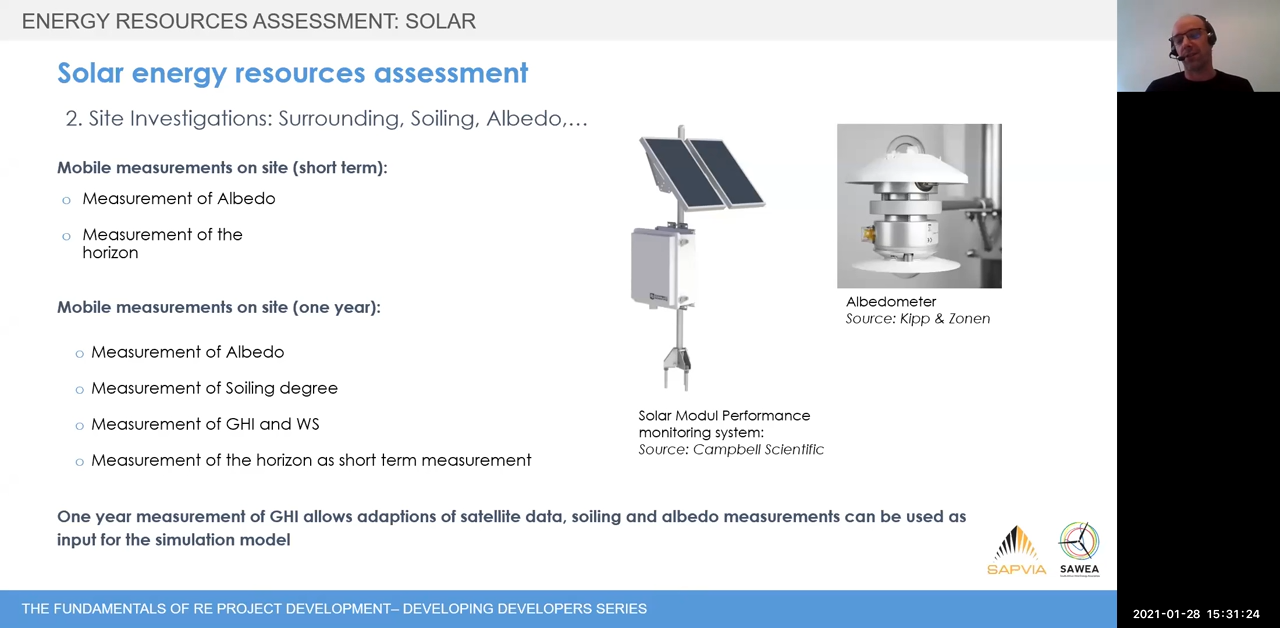 ENERGY RESOURCES ASSESSMENT: SOLAR
Solar energy resources assessment
2. Site Investigations: Surrounding, Soiling, Albedo,…
Mobile measurements on site (short term):
o Measurement of Albedo
o Measurement of the
horizon
Mobile measurements on site (one year):
o Measurement of Albedo
o Measurement of Soiling degree
o Measurement of GHI and WS
o Measurement of the horizon as short term measurement
Albedometer
Source: Kipp & Zonen
Solar Modul Performance
monitoring system:
Source: Campbell Scientific
One year measurement of GHI allows adaptions of satellite data, soiling and albedo measurements can be used as
input for the simulation model
SAPVIA
SAWEA
THE FUNDAMENTALS OF RE PROJECT DEVELOPMENT– DEVELOPING DEVELOPERS SERIES
2021-01-28 15:31:24